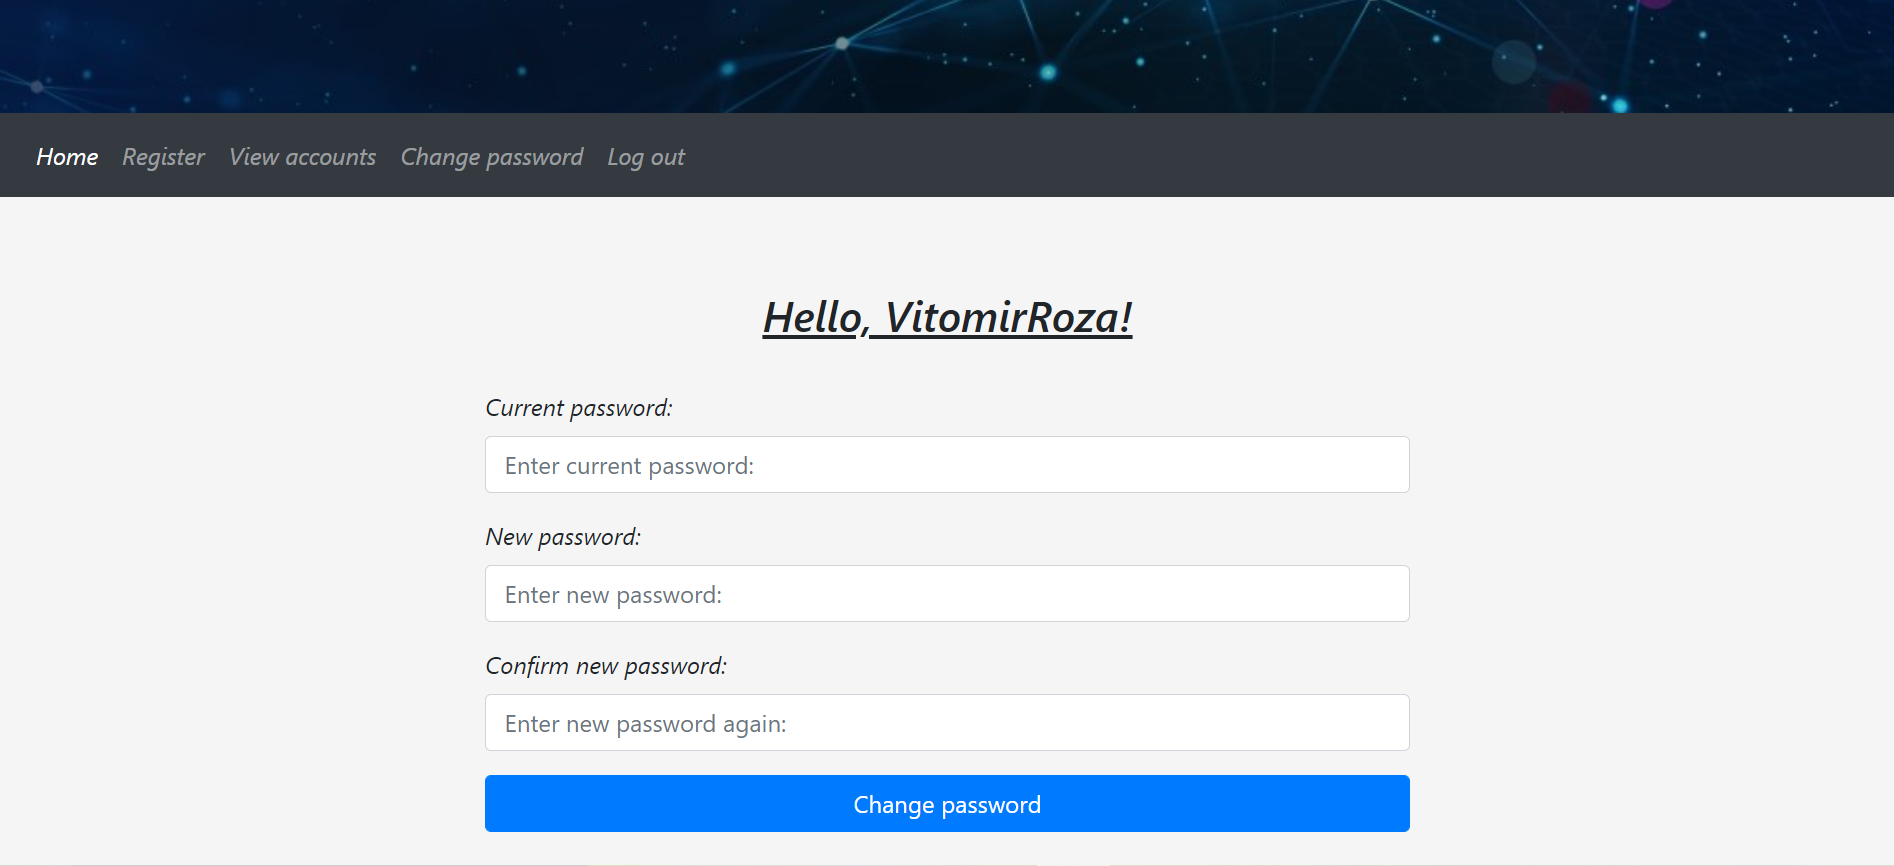 Home Register View accounts Change password Log out
Hello, VitomirRoza!
Current password:
Enter current password:
New password:
Enter new password:
Confirm new password:
Enter new password again:
Change password